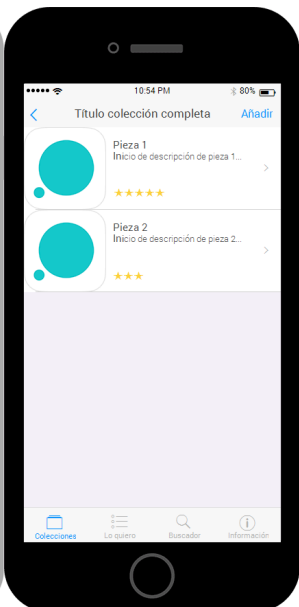 10:54 PM
80%
Título colección completa
Añadir
Pieza 1
Inicio de descripción de pieza 1...
Pieza 2
Inicio de descripción de pieza 2...
Colecciones
Lo quiero
Buscador
Información